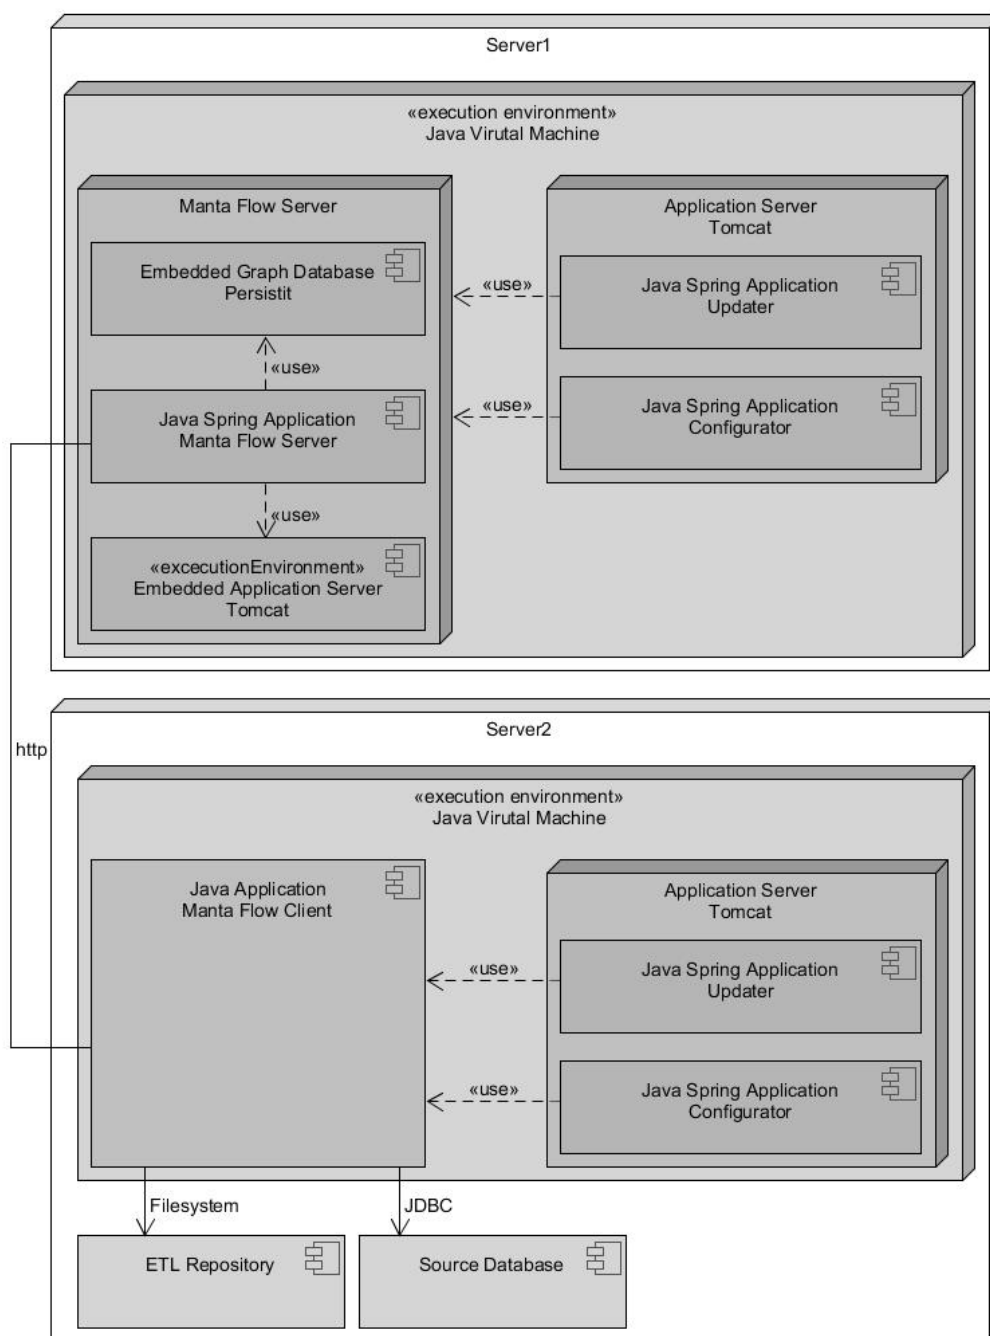 Server1
«execution environment»
Java Virutal Machine
Manta Flow Server
Embedded Graph Database
Persistit
«use»
Java Spring Application
Manta Flow Server
«use»
«excecutionEnvironment»
Embedded Application Server
Tomcat
Application Server
Tomcat
«use»
Java Spring Application
Updater
«use»
Java Spring Application
Configurator
http
Server2
«execution environment»
Java Virutal Machine
Java Application
Manta Flow Client
Application Server
Tomcat
«use»
Java Spring Application
Updater
«use»
Java Spring Application
Configurator
Filesystem
JDBC
ETL Repository
Source Database